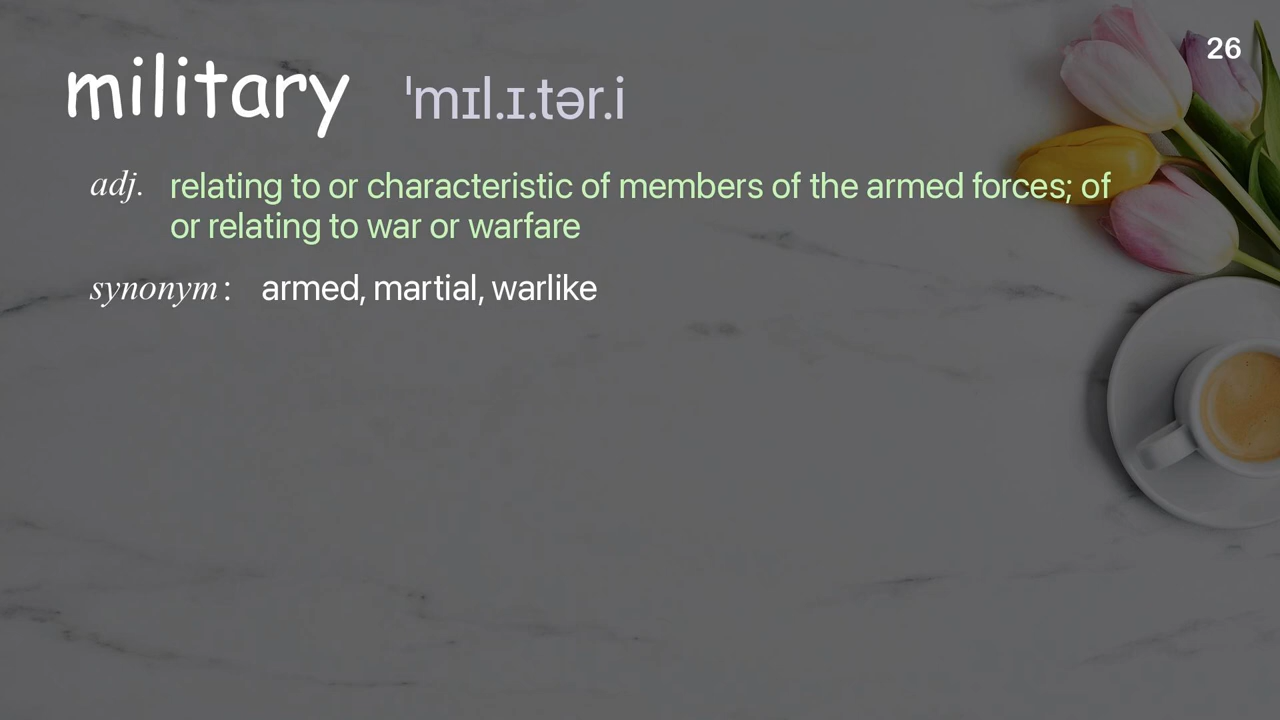 26
military ˈmɪl.ɪ.tər.i
adj. relating to or characteristic of members of the armed forces; of
or relating to war or warfare
synonym: armed, martial, warlike